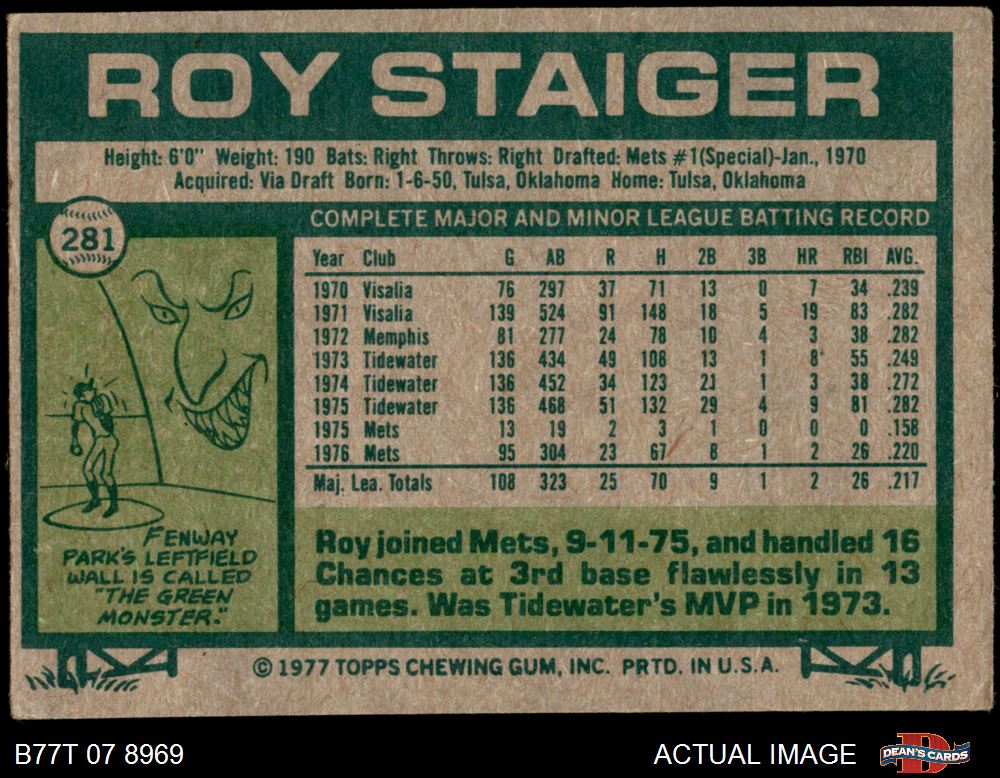 ROY STAIGER
Height: 6'0" Weight: 190 Bats: Right Throws: Right Drafted: Mets #1(Special)-Jan., 1970
Acquired: Via Draft Born: 1-6-50, Tulsa, Oklahoma Home: Tulsa, Oklahoma
281
COMPLETE MAJOR AND MINOR LEAGUE BATTING RECORD
Year Club G AB R H 2B 3B HR RBI AVG.
1970 Visalia 76 297 37 71 13 0 7 34 .239
1971 Visalia 139 524 91 148 18 5 19 83 .282
1972 Memphis 81 277 24 78 10 4 3 38 .282
1973 Tidewater 136 434 49 108 13 1 8 55 .249
1974 Tidewater 136 452 34 123 21 1 3 38 .272
1975 Tidewater 136 468 51 132 29 4 9 81 .282
1975 Mets 13 19 2 3 1 0 0 0 .158
1976 Mets 95 304 23 67 8 1 2 26 .220
Maj. Lea. Totals 108 323 25 70 9 1 2 26 .217
FENWAY
PARK'S LEFTFIELD
WALL IS CALLED
"THE GREEN
MONSTER."
Roy joined Mets, 9-11-75, and handled 16
Chances at 3rd base flawlessly in 13
games. Was Tidewater's MVP in 1973.
© 1977 TOPPS CHEWING GUM, INC. PRTD. IN U.S.A.
B77T 07 8969
ACTUAL IMAGE
DEAN'S CARDS